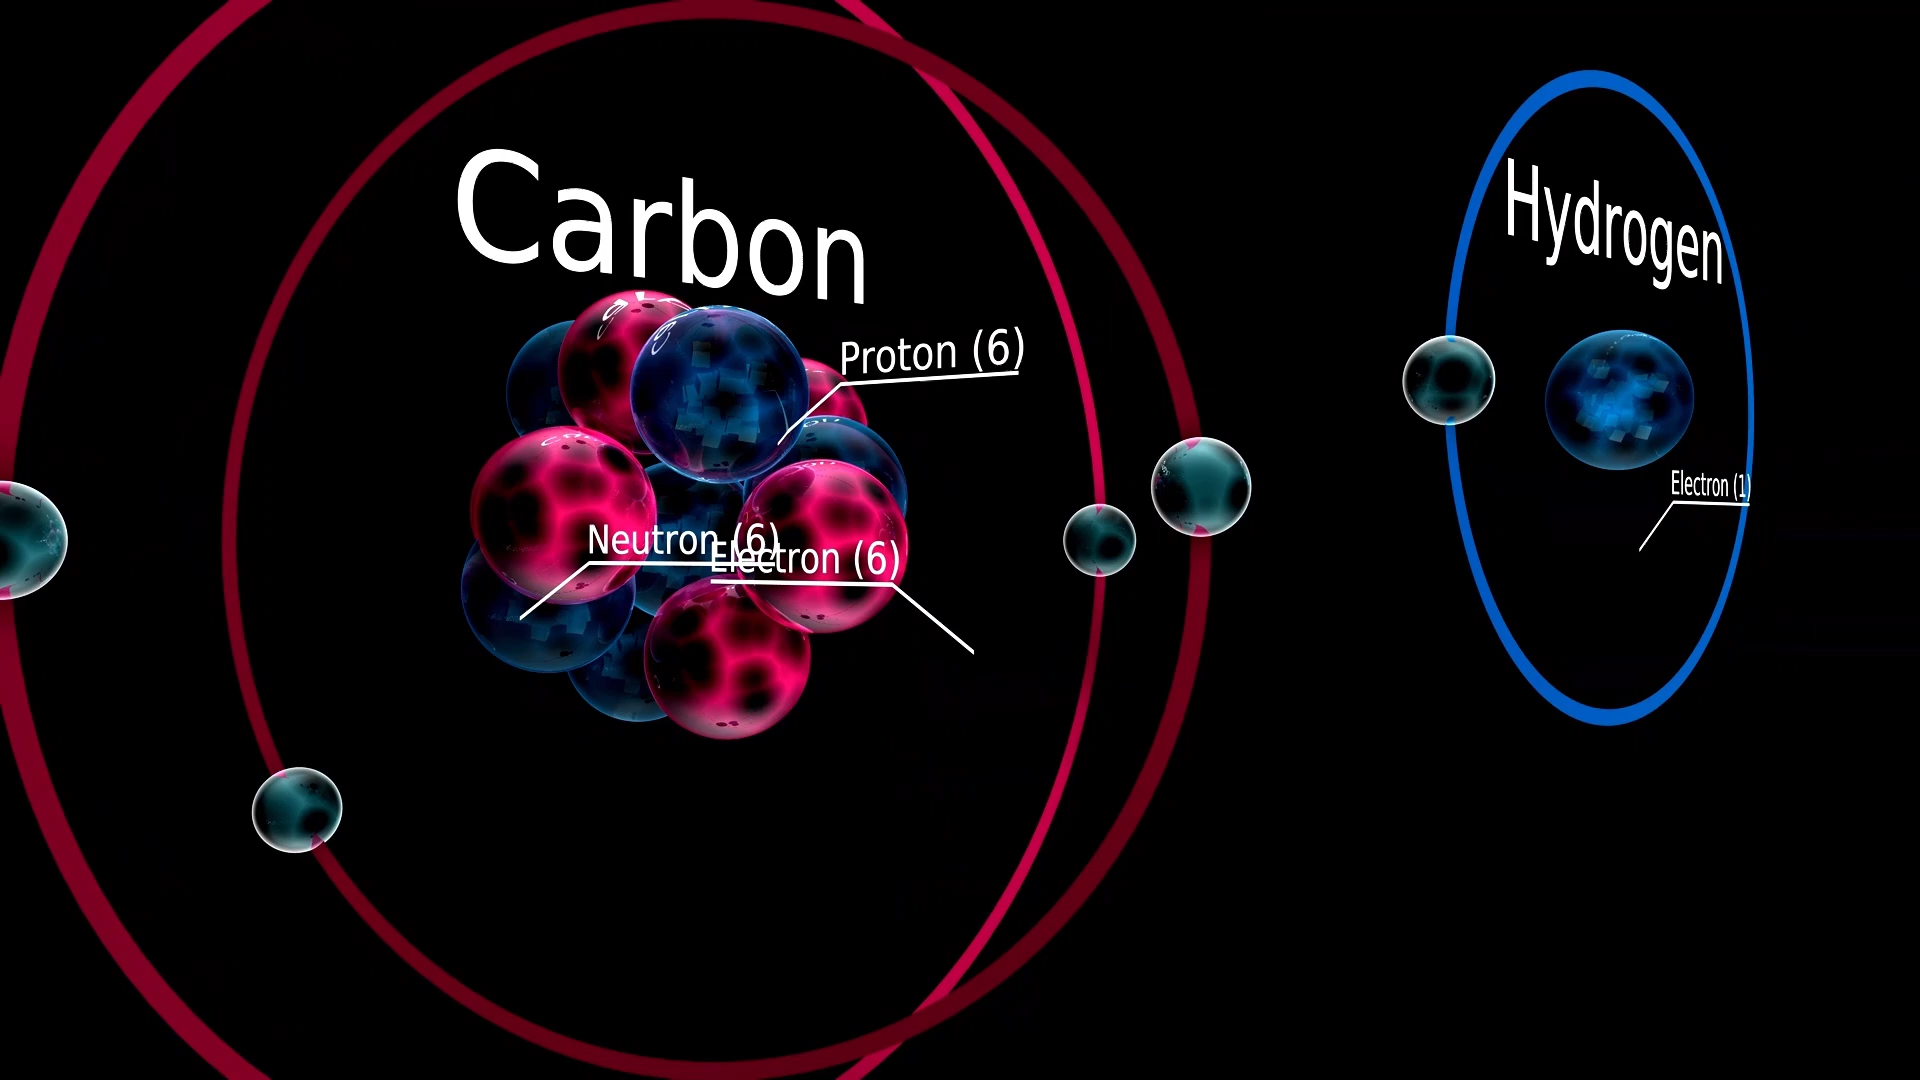 Carbon
Proton (6)
Neutron (6)
Electron (6)
Hydrogen
Electron (1)